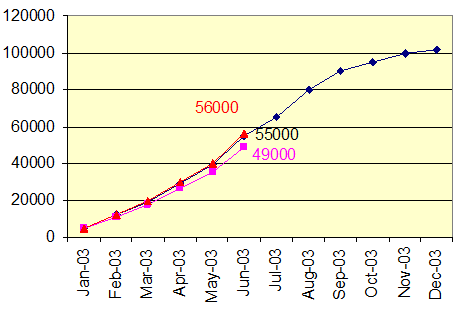 120000
100000
80000
60000
40000
20000
0
56000
55000
49000
Jan-03
Feb-03
Mar-03
Apr-03
May-03
Jun-03
Jul-03
Aug-03
Sep-03
Oct-03
Nov-03
Dec-03